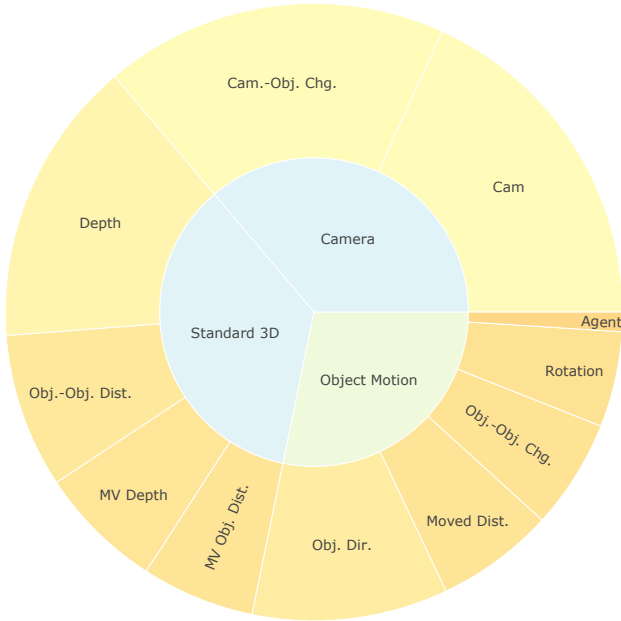 Cam.-Obj. Chg.
Cam
Depth
Camera
Standard 3D
Agent
Object Motion
Rotation
Obj.-Obj. Dist.
Obj.-Obj. Chg.
MV Depth
MV Obj. Dist.
Moved Dist.
Obj. Dir.